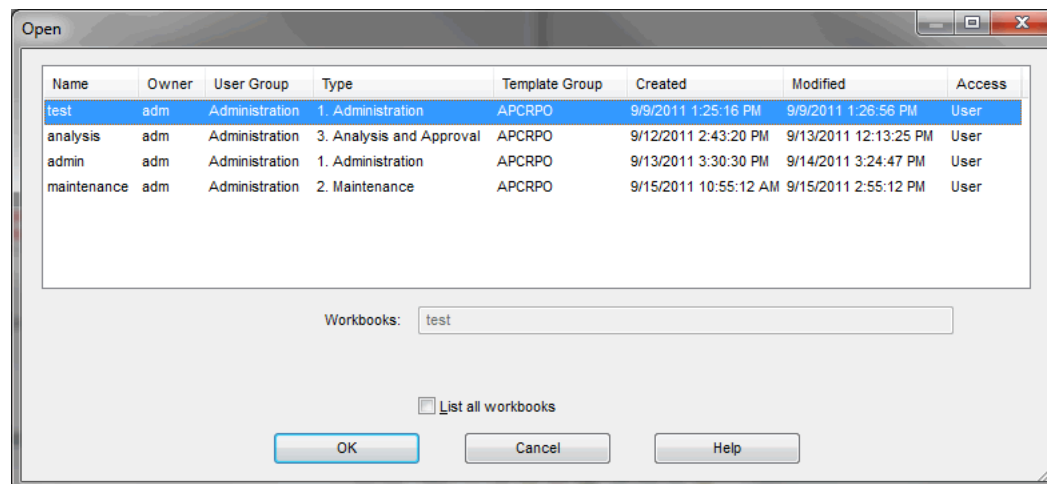 Open
Name Owner User Group Type Template Group Created Modified Access
test adm Administration 1. Administration APCRPO 9/9/2011 1:25:16 PM 9/9/2011 1:26:56 PM User
analysis adm Administration 3. Analysis and Approval APCRPO 9/12/2011 2:43:20 PM 9/13/2011 12:13:25 PM User
admin adm Administration 1. Administration APCRPO 9/13/2011 3:30:30 PM 9/14/2011 3:24:47 PM User
maintenance adm Administration 2. Maintenance APCRPO 9/15/2011 10:55:12 AM 9/15/2011 2:55:12 PM User
Workbooks: test
List all workbooks
OK Cancel Help